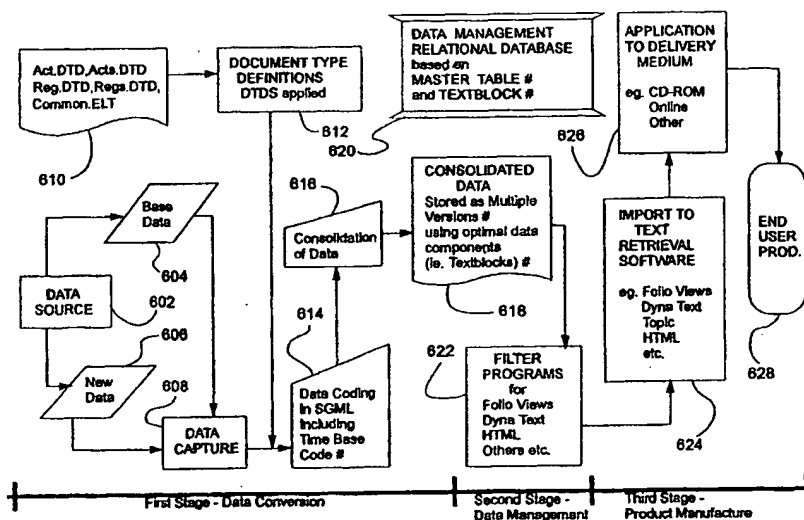 Act.DTD,Acts.DTD
Reg.DTD,Regs.DTD,
Common.ELT
610
DOCUMENT TYPE
DEFINITIONS
DTDS applied
612
DATA MANAGEMENT
RELATIONAL DATABASE
based on
MASTER TABLE #
and TEXTBLOCK #
620
APPLICATION
TO DELIVERY
MEDIUM
eg. CD-ROM
Online
Other
626
Base
Data
604
DATA
SOURCE
602
606
New
Data
608
DATA
CAPTURE
616
Consolidation
of Data
614
Data Coding
In SGML
Including
Time Base
Code #
CONSOLIDATED
DATA
Stored as Multiple
Versions #
using optimal data
components
(ie. Textblocks) #
618
622
FILTER
PROGRAMS
for
Folio Views
Dyna Text
HTML
Others etc.
IMPORT TO
TEXT
RETRIEVAL
SOFTWARE
eg. Folio Views
Dyna Text
Topic
HTML
etc.
624
END
USER
PROD.
628
First Stage - Data Conversion
Second Stage -
Data Management
Third Stage -
Product Manufacture